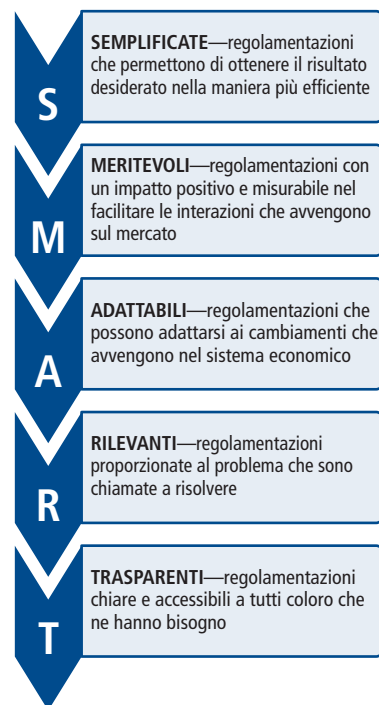 S
SEMPLIFICATE—regolamentazioni
che permettono di ottenere il risultato
desiderato nella maniera più efficiente
M
MERITEVOLI—regolamentazioni con
un impatto positivo e misurabile nel
facilitare le interazioni che avvengono
sul mercato
A
ADATTABILI—regolamentazioni che
possono adattarsi ai cambiamenti che
avvengono nel sistema economico
R
RILEVANTI—regolamentazioni
proporzionate al problema che sono
chiamate a risolvere
T
TRASPARENTI—regolamentazioni
chiare e accessibili a tutti coloro che
ne hanno bisogno